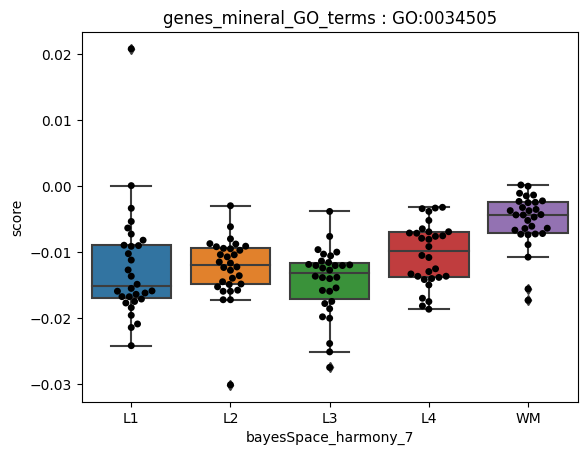 genes_mineral_GO_terms : GO:0034505
0.02
0.01
0.00
−0.01
−0.02
−0.03
score
L1 L2 L3 L4 WM
bayesSpace_harmony_7